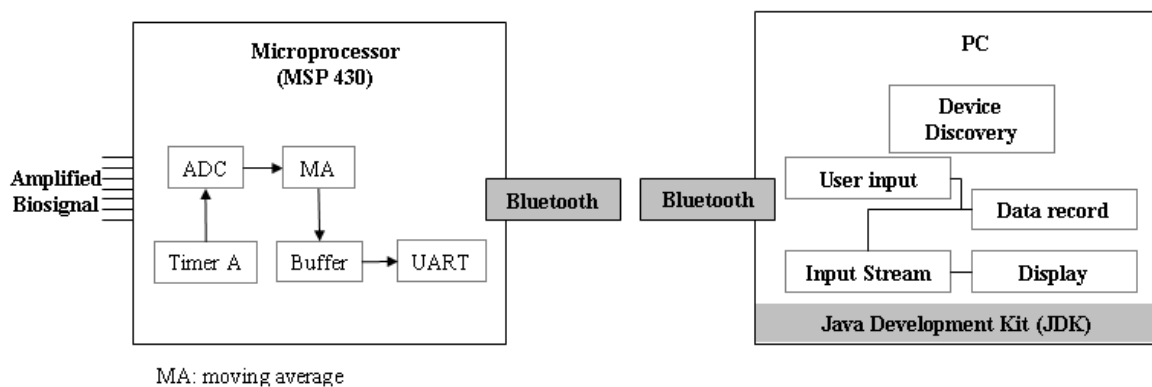 Microprocessor
(MSP 430)
Amplified
Biosignal
ADC
MA
Timer A
Buffer
UART
Bluetooth
Bluetooth
PC
Device
Discovery
User input
Data record
Input Stream
Display
Java Development Kit (JDK)
MA: moving average